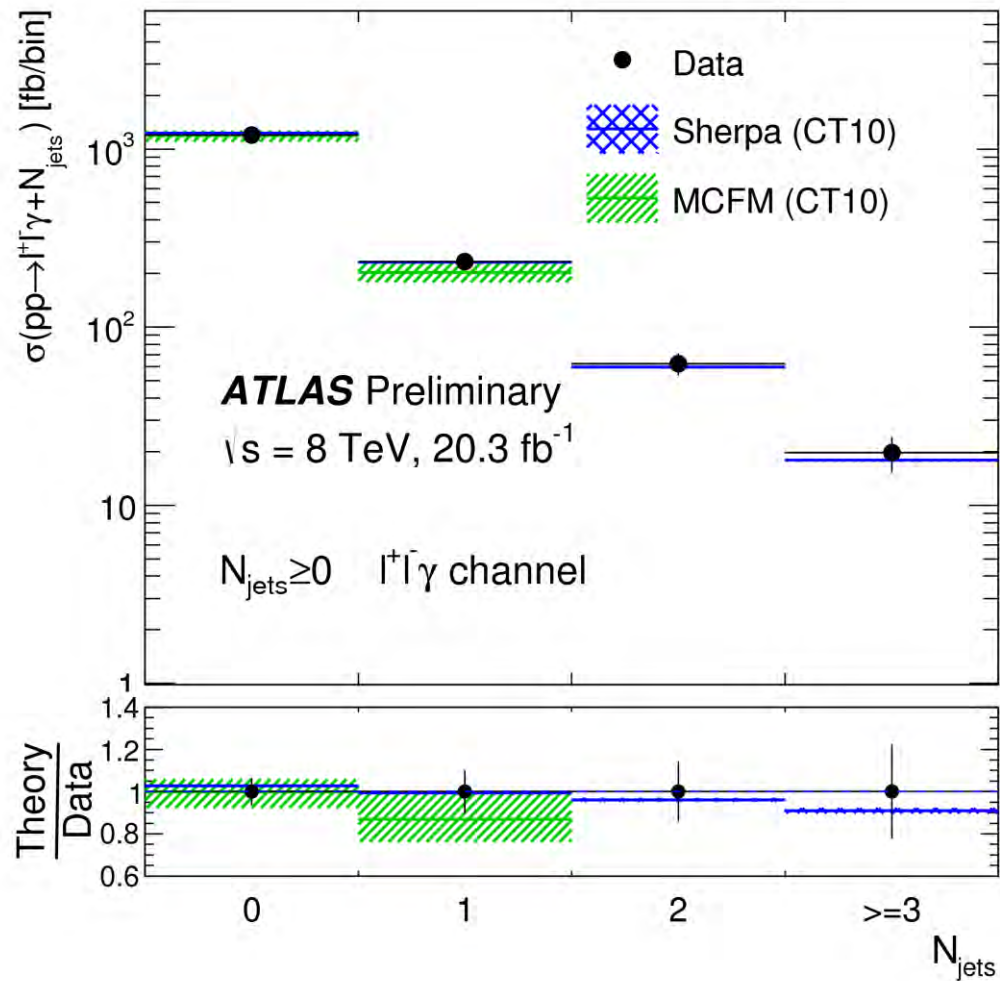 σ(pp→l⁺l⁻γ+N_jets) [fb/bin]
10³
10²
10
1
Data
Sherpa (CT10)
MCFM (CT10)
ATLAS Preliminary
√s = 8 TeV, 20.3 fb⁻¹
N_jets≥0 l⁺l⁻γ channel
Theory
Data
1.4
1.2
1
0.8
0.6
0 1 2 >=3
N_jets